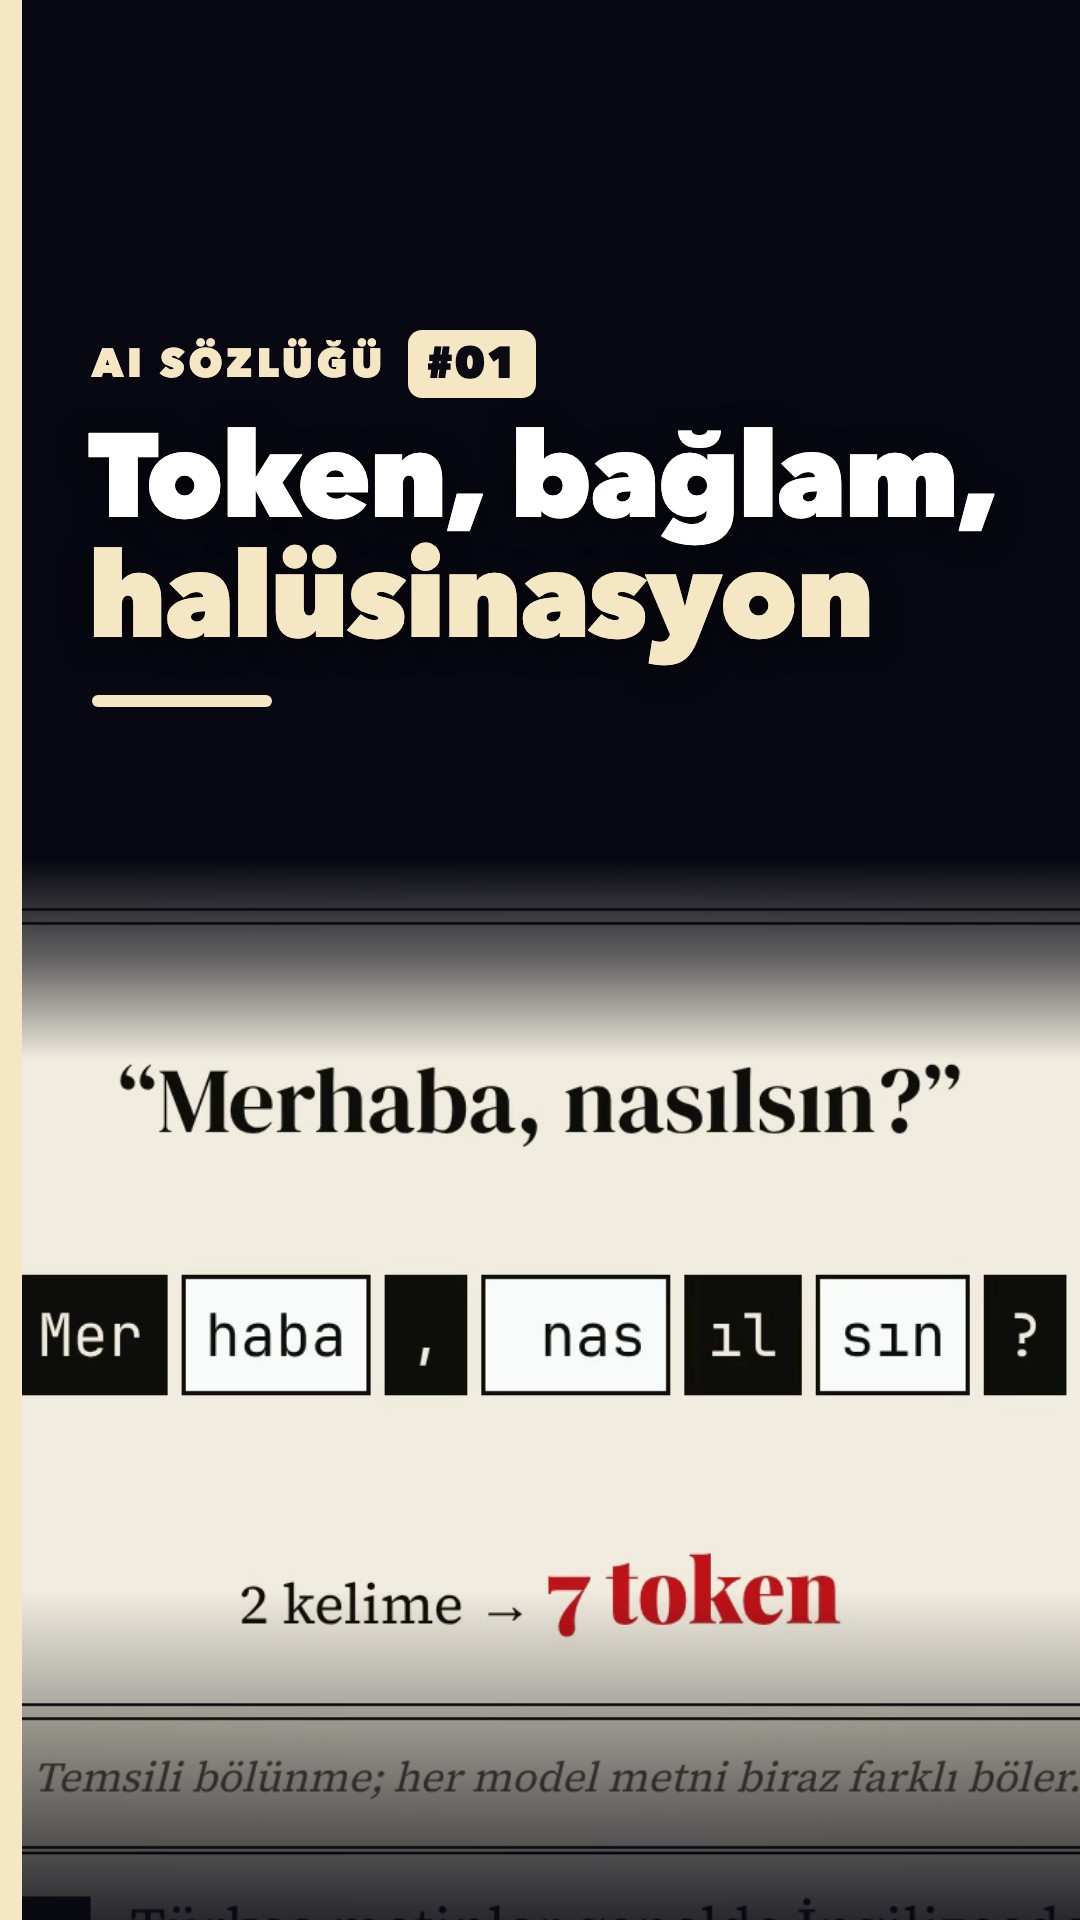 AI SÖZLÜĞÜ #01
Token, bağlam,
halüsinasyon
“Merhaba, nasılsın?”
Mer haba , nas ıl sın ?
2 kelime → 7 token
Temsili bölünme; her model metni biraz farklı böler.